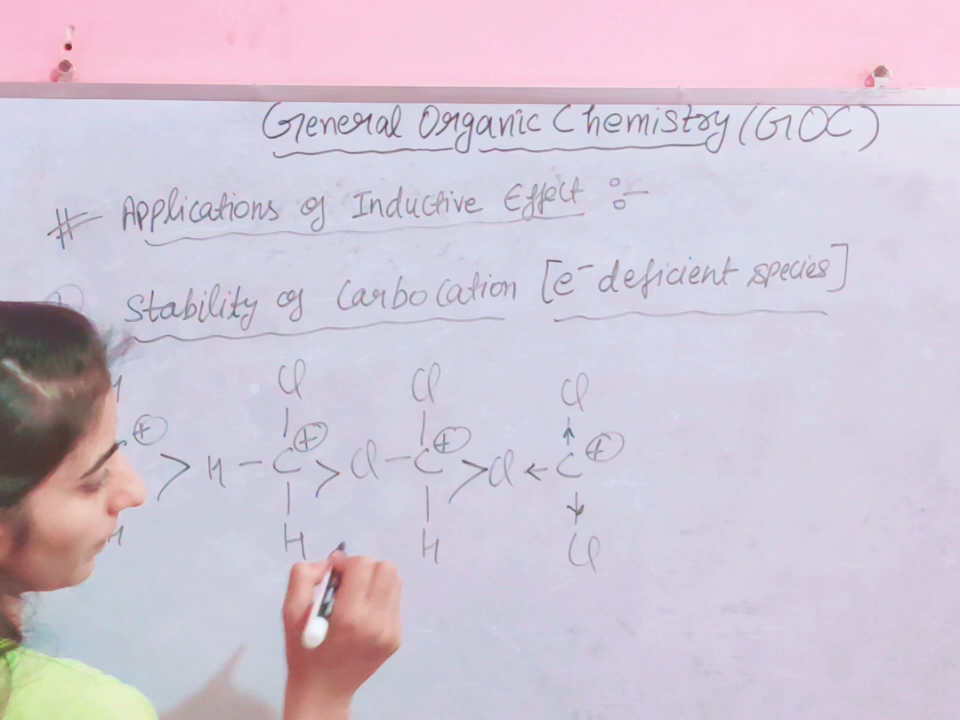 General Organic Chemistry (GOC)
# Applications of Inductive Effect :-
Stability of Carbocation [e⁻ deficient species]
H Cl Cl Cl
⊕ > H - C ⊕ > Cl - C ⊕ > Cl ← C ⊕
H H H Cl